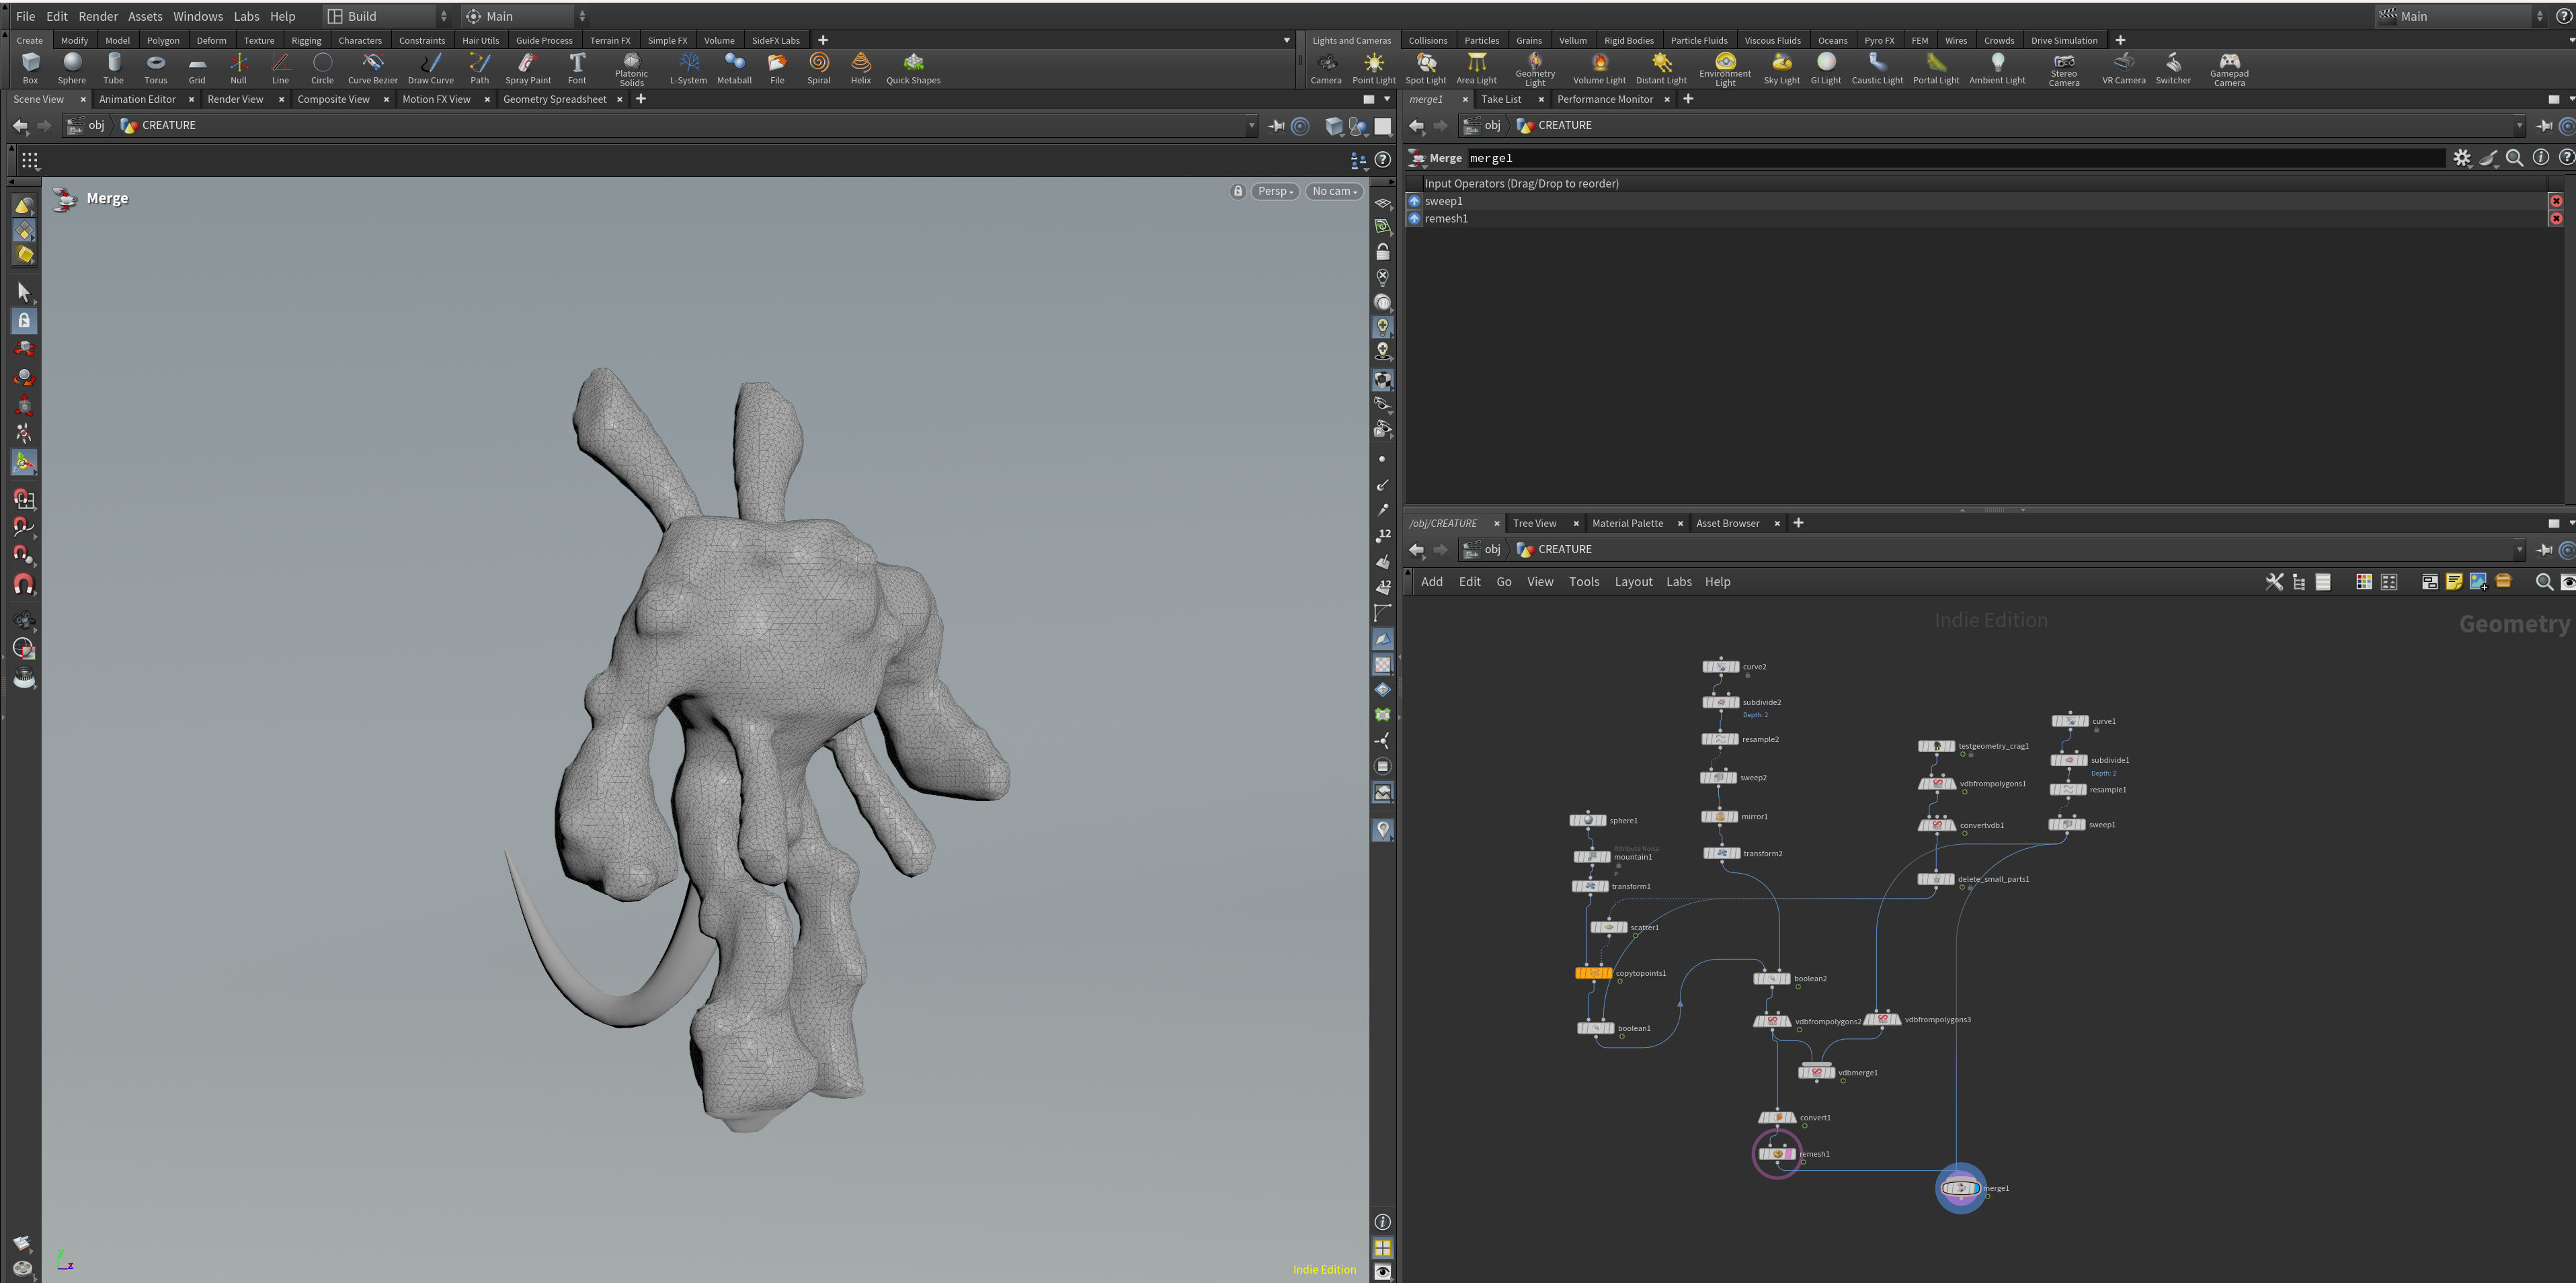 File Edit Render Assets Windows Labs Help Build Main Main
Create Modify Model Polygon Deform Texture Rigging Characters Constraints Hair Utils Guide Process Terrain FX Simple FX Volume SideFX Labs
Lights and Cameras Collisions Particles Grains Vellum Rigid Bodies Particle Fluids Viscous Fluids Oceans Pyro FX FEM Wires Crowds Drive Simulation
Box Sphere Tube Torus Grid Null Line Circle Curve Bezier Draw Curve Path Spray Paint Font Platonic Solids L-System Metaball File Spiral Helix Quick Shapes
Camera Point Light Spot Light Area Light Geometry Light Volume Light Distant Light Environment Light Sky Light GI Light Caustic Light Portal Light Ambient Light Stereo Camera VR Camera Switcher Gamepad Camera
Scene View Animation Editor Render View Composite View Motion FX View Geometry Spreadsheet
obj CREATURE
Merge
Persp No cam
12
12
y
z
Indie Edition
merge1 Take List Performance Monitor
obj CREATURE
Merge merge1
Input Operators (Drag/Drop to reorder)
sweep1
remesh1
/obj/CREATURE Tree View Material Palette Asset Browser
obj CREATURE
Add Edit Go View Tools Layout Labs Help
Indie Edition
Geometry
curve2
subdivide2
Depth: 2
curve1
resample2
testgeometry_crag1
subdivide1
Depth: 2
sweep2
vdbfrompolygons1
resample1
mirror1
sphere1
convertvdb1
sweep1
Attribute Noise
mountain1
p
transform2
transform1
delete_small_parts1
scatter1
copytopoints1
boolean2
boolean1
vdbfrompolygons2
vdbfrompolygons3
vdbmerge1
convert1
remesh1
merge1